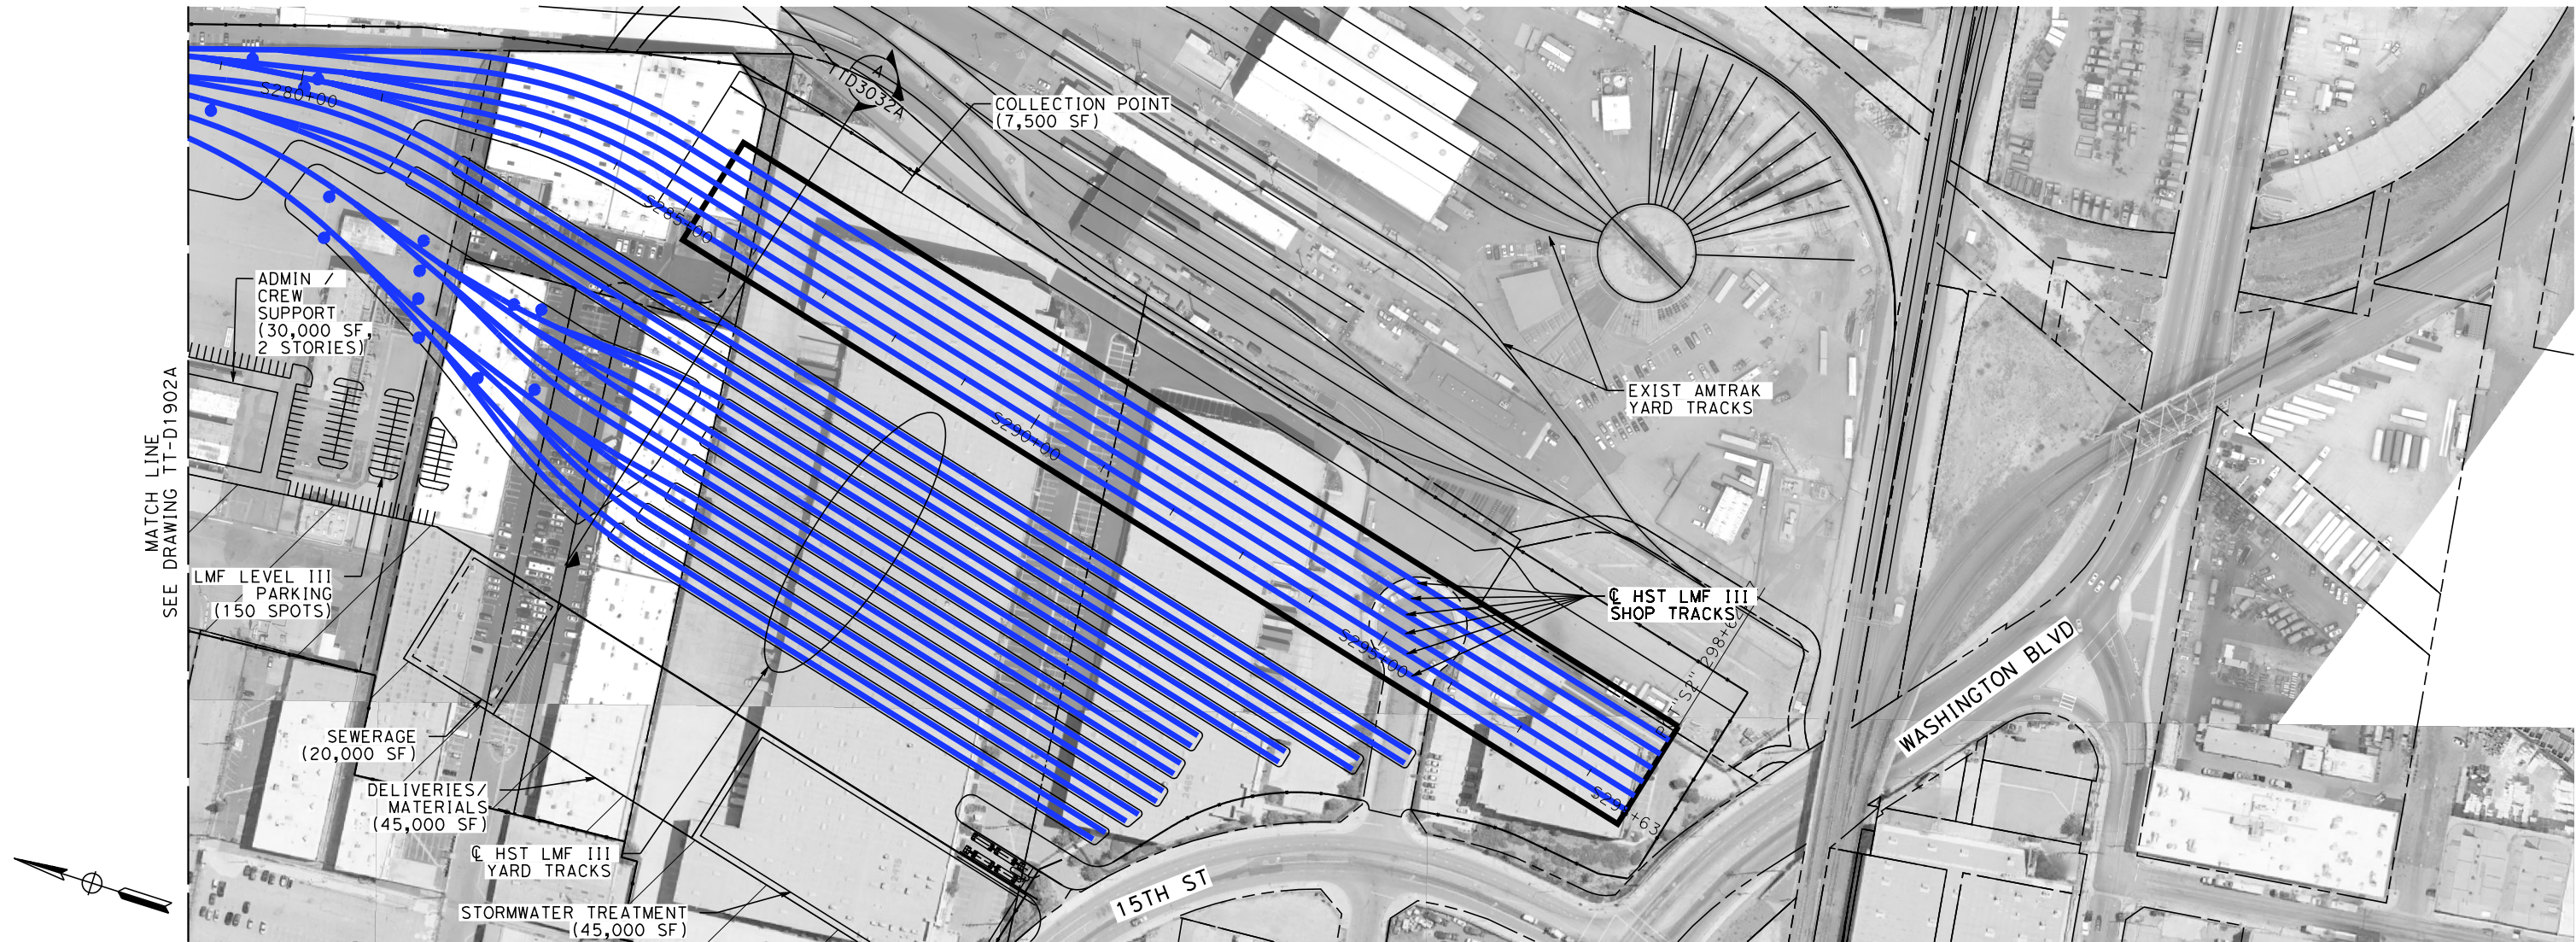 S280+00
A
TTD3032A
COLLECTION POINT
(7,500 SF)
S285+00
ADMIN /
CREW
SUPPORT
(30,000 SF,
2 STORIES)
MATCH LINE
SEE DRAWING TT-D1902A
EXIST AMTRAK
YARD TRACKS
S290+00
LMF LEVEL III
PARKING
(150 SPOTS)
℄ HST LMF III
SHOP TRACKS
S295+00
WASHINGTON BLVD
SEWERAGE
(20,000 SF)
DELIVERIES/
MATERIALS
(45,000 SF)
℄ HST LMF III
YARD TRACKS
STORMWATER TREATMENT
(45,000 SF)
15TH ST